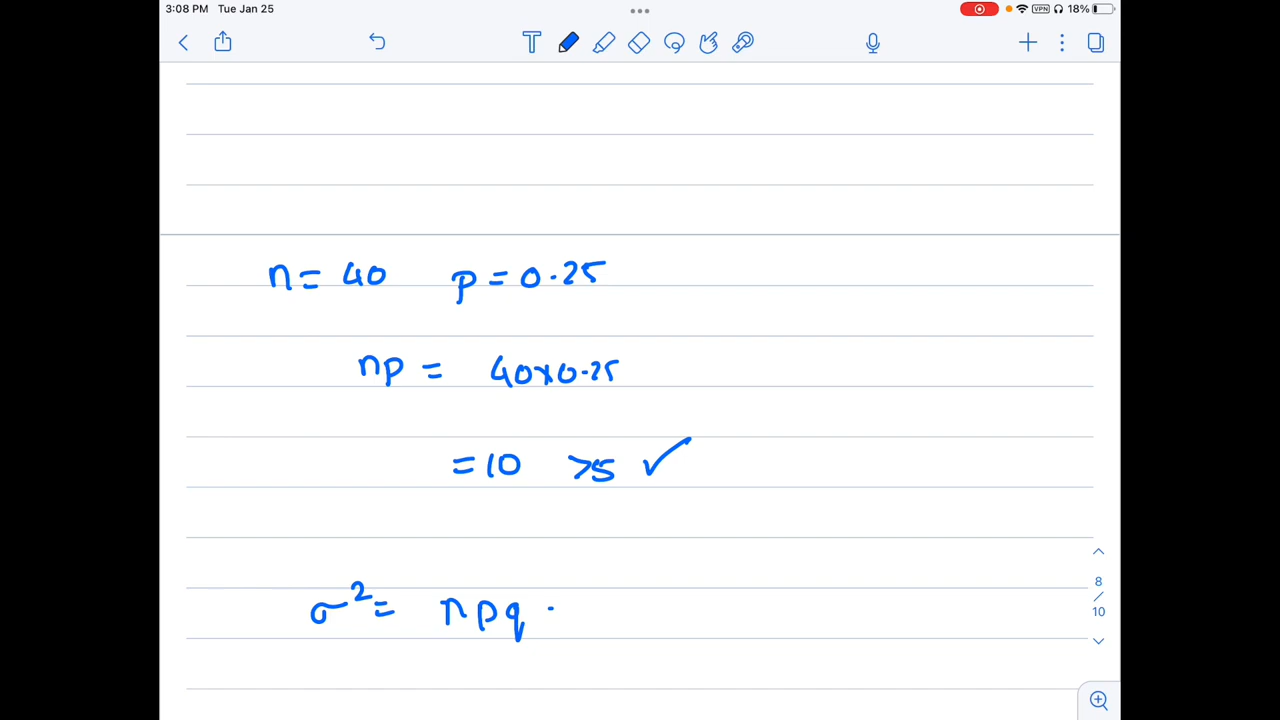 3:08 PM Tue Jan 25
VPN 18%
T
n = 40 p = 0.25
np = 40×0.25
= 10 >5 ✓
σ² = npq -
8
/
10